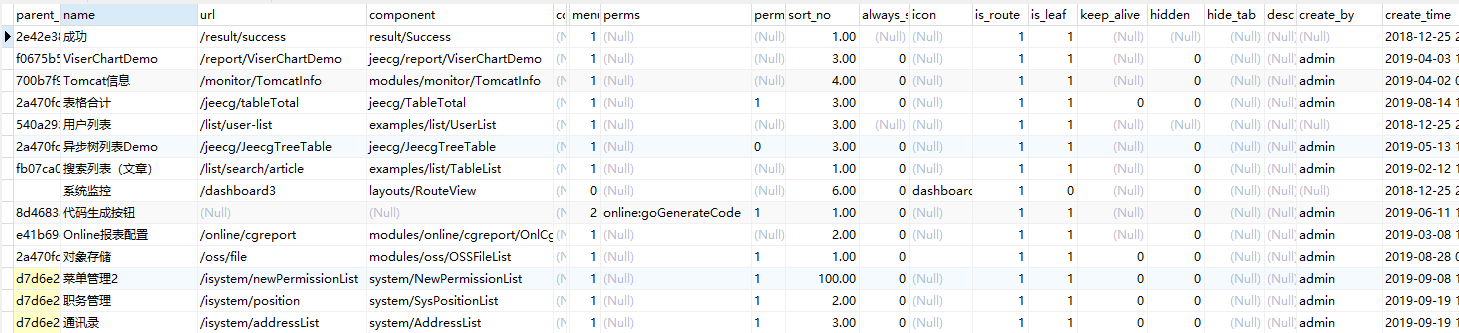 parent_ name url component co menu perms perm sort_no always_s icon is_route is_leaf keep_alive hidden hide_tab desc create_by create_time
2e42e38 成功 /result/success result/Success (N 1 (Null) (Null) 1.00 (Null) (Null) 1 1 (Null) (Null) (Null) (Null) (Null) 2018-12-25 2
f0675b5 ViserChartDemo /report/ViserChartDemo jeecg/report/ViserChartDemo (N 1 (Null) (Null) 3.00 0 (Null) 1 1 (Null) 0 (Null) (Null) admin 2019-04-03 1
700b7f9 Tomcat信息 /monitor/TomcatInfo modules/monitor/TomcatInfo (N 1 (Null) (Null) 4.00 0 (Null) 1 1 (Null) 0 (Null) (Null) admin 2019-04-02 0
2a470fc 表格合计 /jeecg/tableTotal jeecg/TableTotal (N 1 (Null) 1 3.00 0 (Null) 1 1 0 0 (Null) (Null) admin 2019-08-14 1
540a292 用户列表 /list/user-list examples/list/UserList (N 1 (Null) (Null) 3.00 (Null) (Null) 1 1 (Null) (Null) (Null) (Null) (Null) 2018-12-25 2
2a470fc 异步树列表Demo /jeecg/JeecgTreeTable jeecg/JeecgTreeTable (N 1 (Null) 0 3.00 0 (Null) 1 1 (Null) 0 (Null) (Null) admin 2019-05-13 1
fb07ca0 搜索列表（文章） /list/search/article examples/list/TableList (N 1 (Null) (Null) 1.00 0 (Null) 1 1 (Null) 0 (Null) (Null) admin 2019-02-12 1
系统监控 /dashboard3 layouts/RouteView (N 0 (Null) (Null) 6.00 0 dashboard 1 0 (Null) 0 (Null) (Null) (Null) 2018-12-25 2
8d4683 代码生成按钮 (Null) (Null) (N 2 online:goGenerateCode 1 1.00 0 (Null) 1 1 (Null) 0 (Null) (Null) admin 2019-06-11 1
e41b69 Online报表配置 /online/cgreport modules/online/cgreport/OnlCg (N 1 (Null) (Null) 2.00 0 (Null) 1 1 0 0 (Null) (Null) admin 2019-03-08 1
2a470fc 对象存储 /oss/file modules/oss/OSSFileList (N 1 (Null) 1 1.00 0 1 1 0 0 (Null) (Null) admin 2019-08-28 0
d7d6e2 菜单管理2 /isystem/newPermissionList system/NewPermissionList (N 1 (Null) 1 100.00 0 (Null) 1 1 0 0 (Null) (Null) admin 2019-09-08 1
d7d6e2 职务管理 /isystem/position system/SysPositionList (N 1 (Null) 1 2.00 0 (Null) 1 1 0 0 (Null) (Null) admin 2019-09-19 1
d7d6e2 通讯录 /isystem/addressList system/AddressList (N 1 (Null) 1 3.00 0 (Null) 1 1 0 0 (Null) (Null) admin 2019-09-19 1